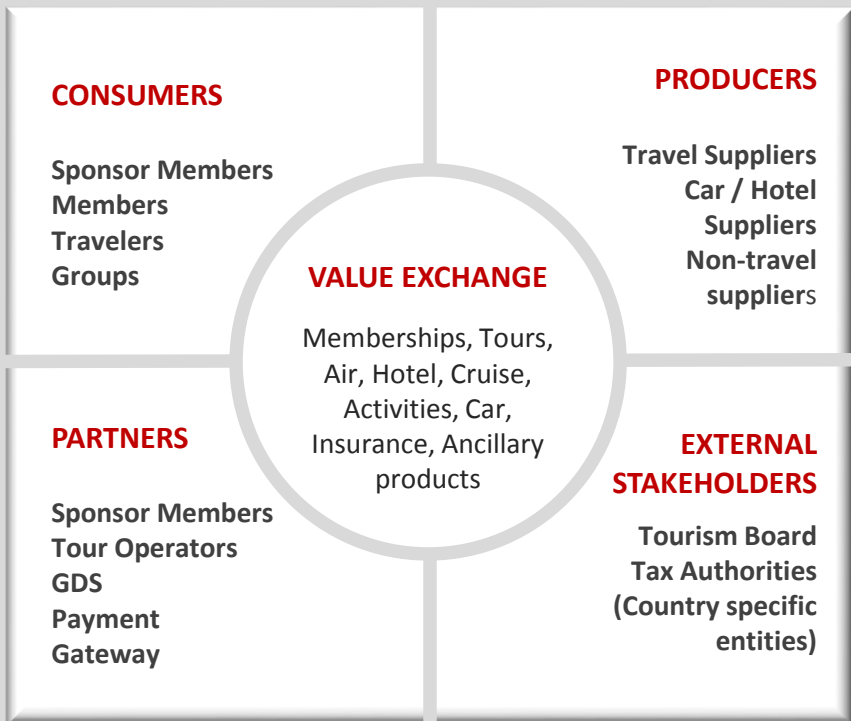 CONSUMERS
Sponsor Members
Members
Travelers
Groups
PRODUCERS
Travel Suppliers
Car / Hotel
Suppliers
Non-travel
suppliers
VALUE EXCHANGE
Memberships, Tours,
Air, Hotel, Cruise,
Activities, Car,
Insurance, Ancillary
products
PARTNERS
Sponsor Members
Tour Operators
GDS
Payment
Gateway
EXTERNAL
STAKEHOLDERS
Tourism Board
Tax Authorities
(Country specific
entities)